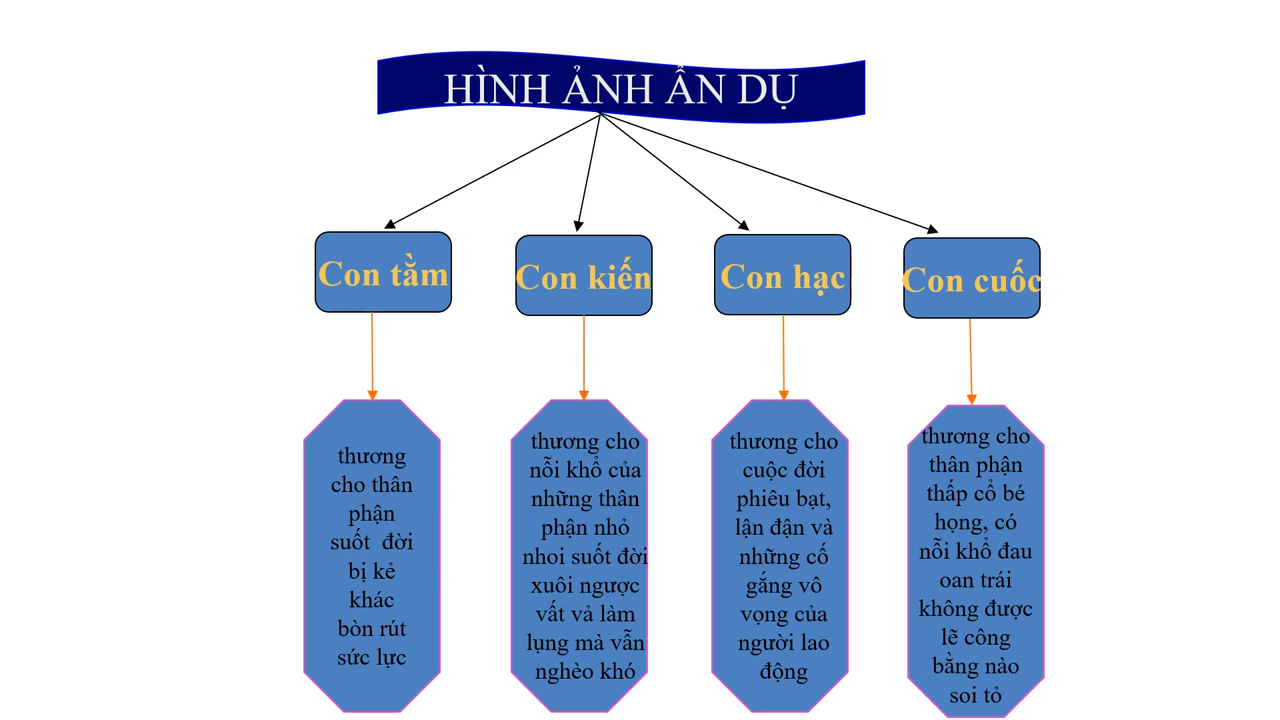 HÌNH ẢNH ẨN DỤ
Con tằm
Con kiến
Con hạc
Con cuốc
thương
cho thân
phận
suốt đời
bị kẻ
khác
bòn rút
sức lực
thương cho
nỗi khổ của
những thân
phận nhỏ
nhoi suốt đời
xuôi ngược
vất vả làm
lụng mà vẫn
nghèo khó
thương cho
cuộc đời
phiêu bạt,
lận đận và
những cố
gắng vô
vọng của
người lao
động
thương cho
thân phận
thấp cổ bé
họng, có
nỗi khổ đau
oan trái
không được
lẽ công
bằng nào
soi tỏ